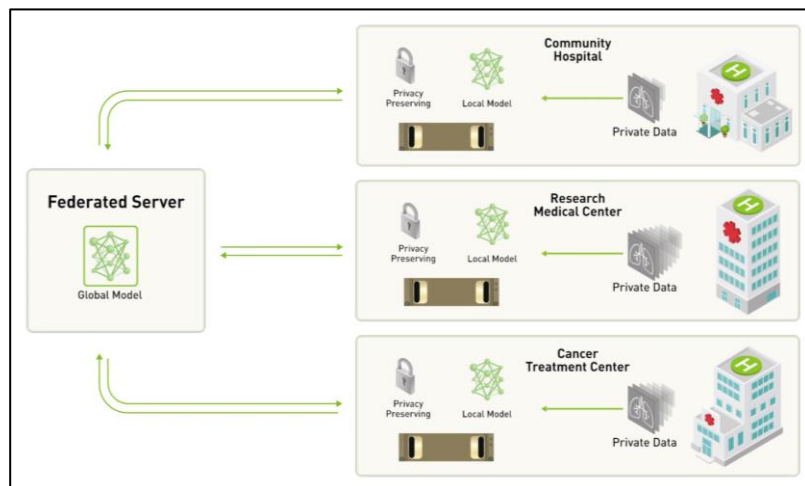 Community
Hospital
Privacy
Preserving
Local Model
Private Data
H
Federated Server
Global Model
Research
Medical Center
Privacy
Preserving
Local Model
Private Data
H
Cancer
Treatment Center
Privacy
Preserving
Local Model
Private Data
H